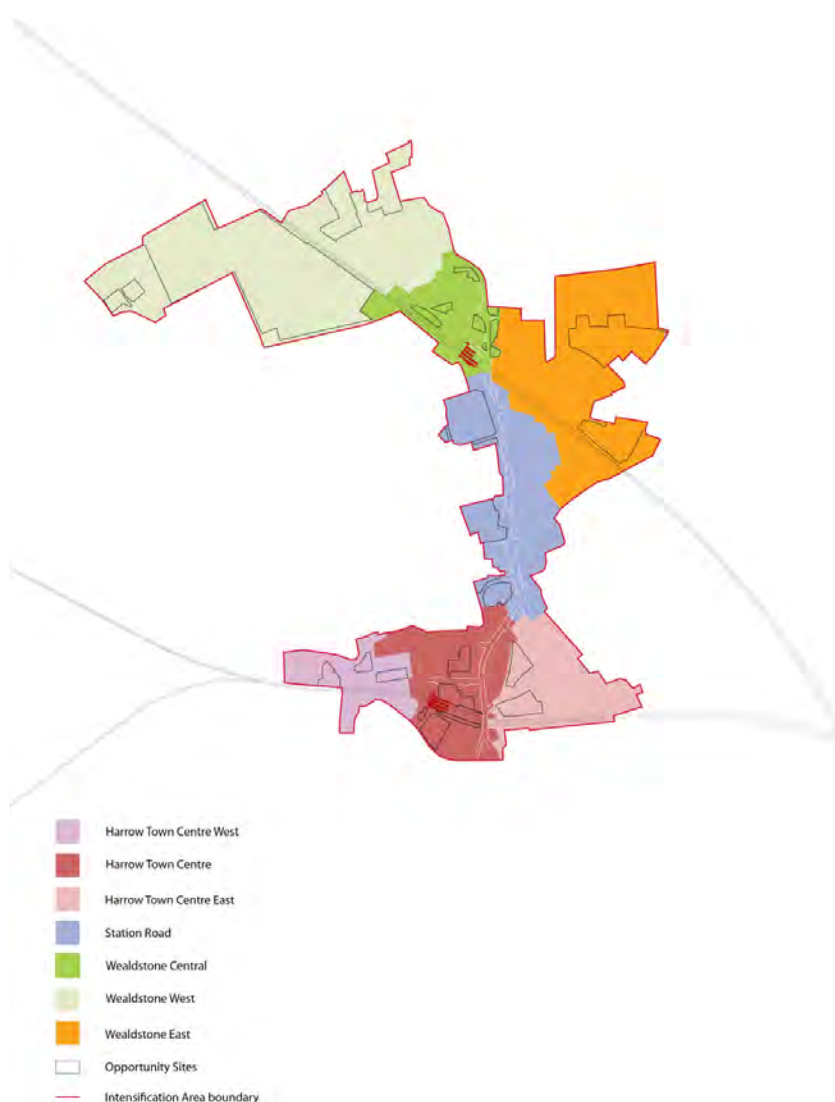 Harrow Town Centre West
Harrow Town Centre
Harrow Town Centre East
Station Road
Wealdstone Central
Wealdstone West
Wealdstone East
Opportunity Sites
Intensification Area boundary